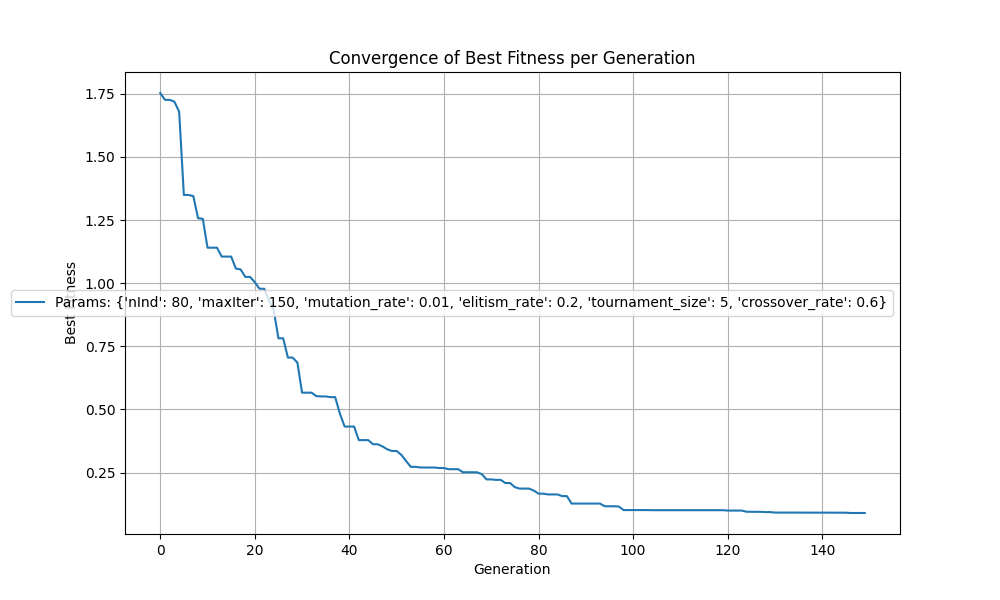 Convergence of Best Fitness per Generation
1.75
1.50
1.25
1.00
0.75
0.50
0.25
Best Fitness
Params: {'nInd': 80, 'maxIter': 150, 'mutation_rate': 0.01, 'elitism_rate': 0.2, 'tournament_size': 5, 'crossover_rate': 0.6}
0 20 40 60 80 100 120 140
Generation